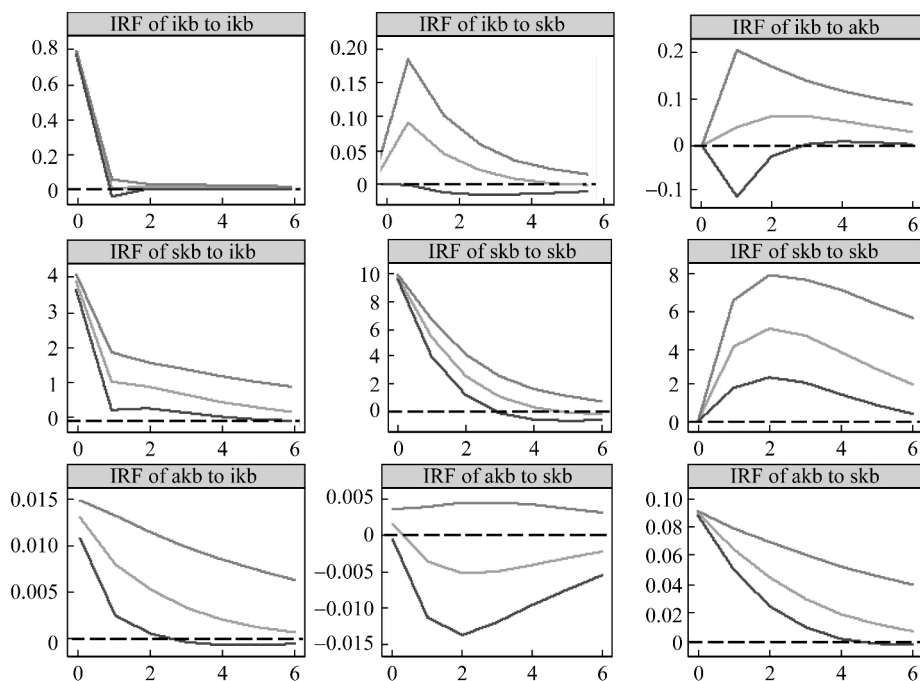 IRF of ikb to ikb
IRF of ikb to skb
IRF of ikb to akb
0.8
0.6
0.4
0.2
0
0 2 4 6
0.20
0.15
0.10
0.05
0
0 2 4 6
0.2
0.1
0
−0.1
0 2 4 6
IRF of skb to ikb
IRF of skb to skb
IRF of skb to skb
4
3
2
1
0
0 2 4 6
10
8
6
4
2
0
0 2 4 6
8
6
4
2
0
0 2 4 6
IRF of akb to ikb
IRF of akb to skb
IRF of akb to skb
0.015
0.010
0.005
0
0 2 4 6
0.005
0
−0.005
−0.010
−0.015
0 2 4 6
0.10
0.08
0.06
0.04
0.02
0
0 2 4 6